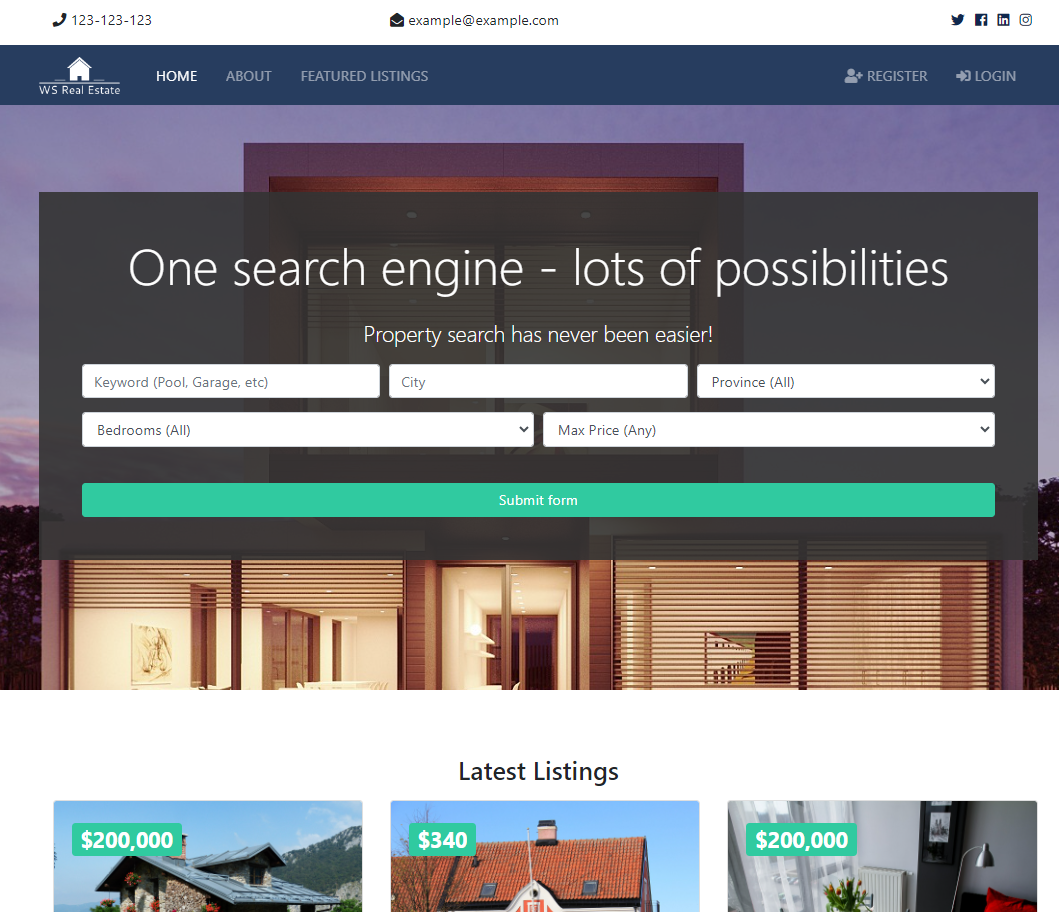 123-123-123
example@example.com
WS Real Estate
HOME
ABOUT
FEATURED LISTINGS
REGISTER
LOGIN
One search engine - lots of possibilities
Property search has never been easier!
Keyword (Pool, Garage, etc)
City
Province (All)
Bedrooms (All)
Max Price (Any)
Submit form
Latest Listings
$200,000
$340
$200,000